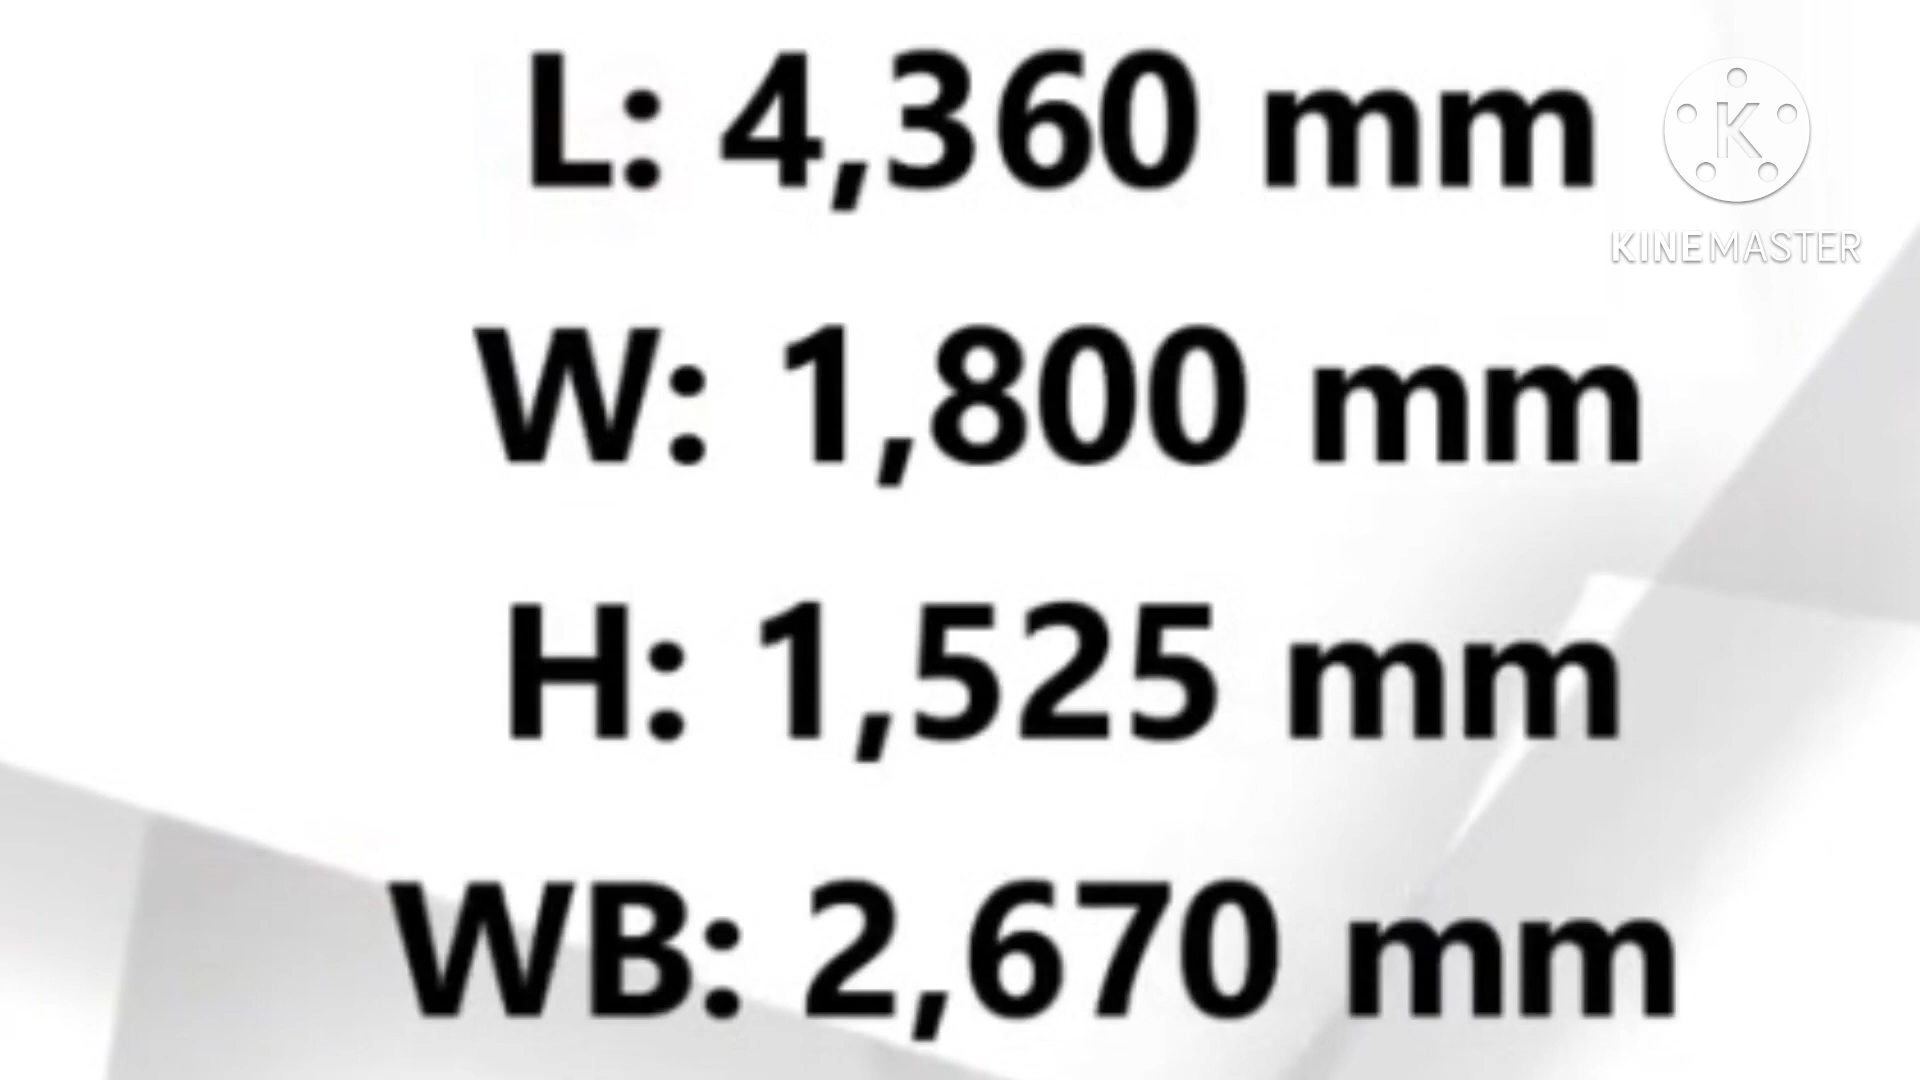 L: 4,360 mm
K
KINEMASTER
W: 1,800 mm
H: 1,525 mm
WB: 2,670 mm